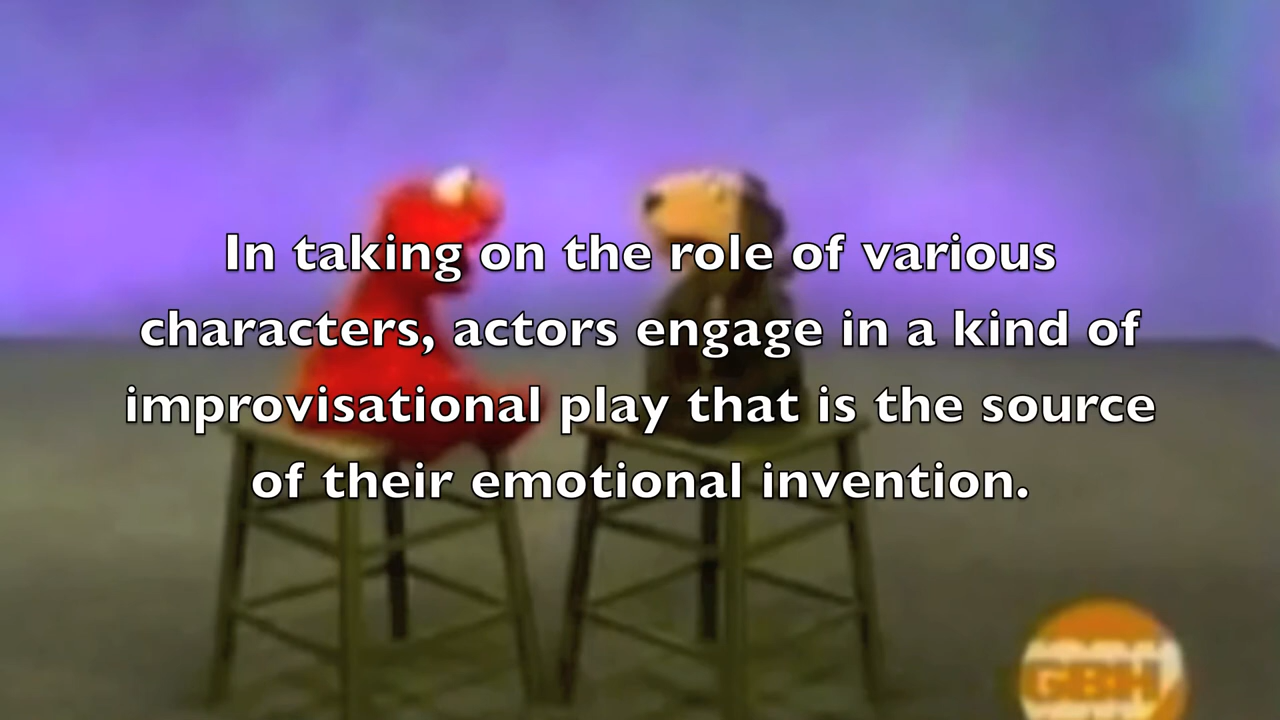 In taking on the role of various
characters, actors engage in a kind of
improvisational play that is the source
of their emotional invention.
GBH